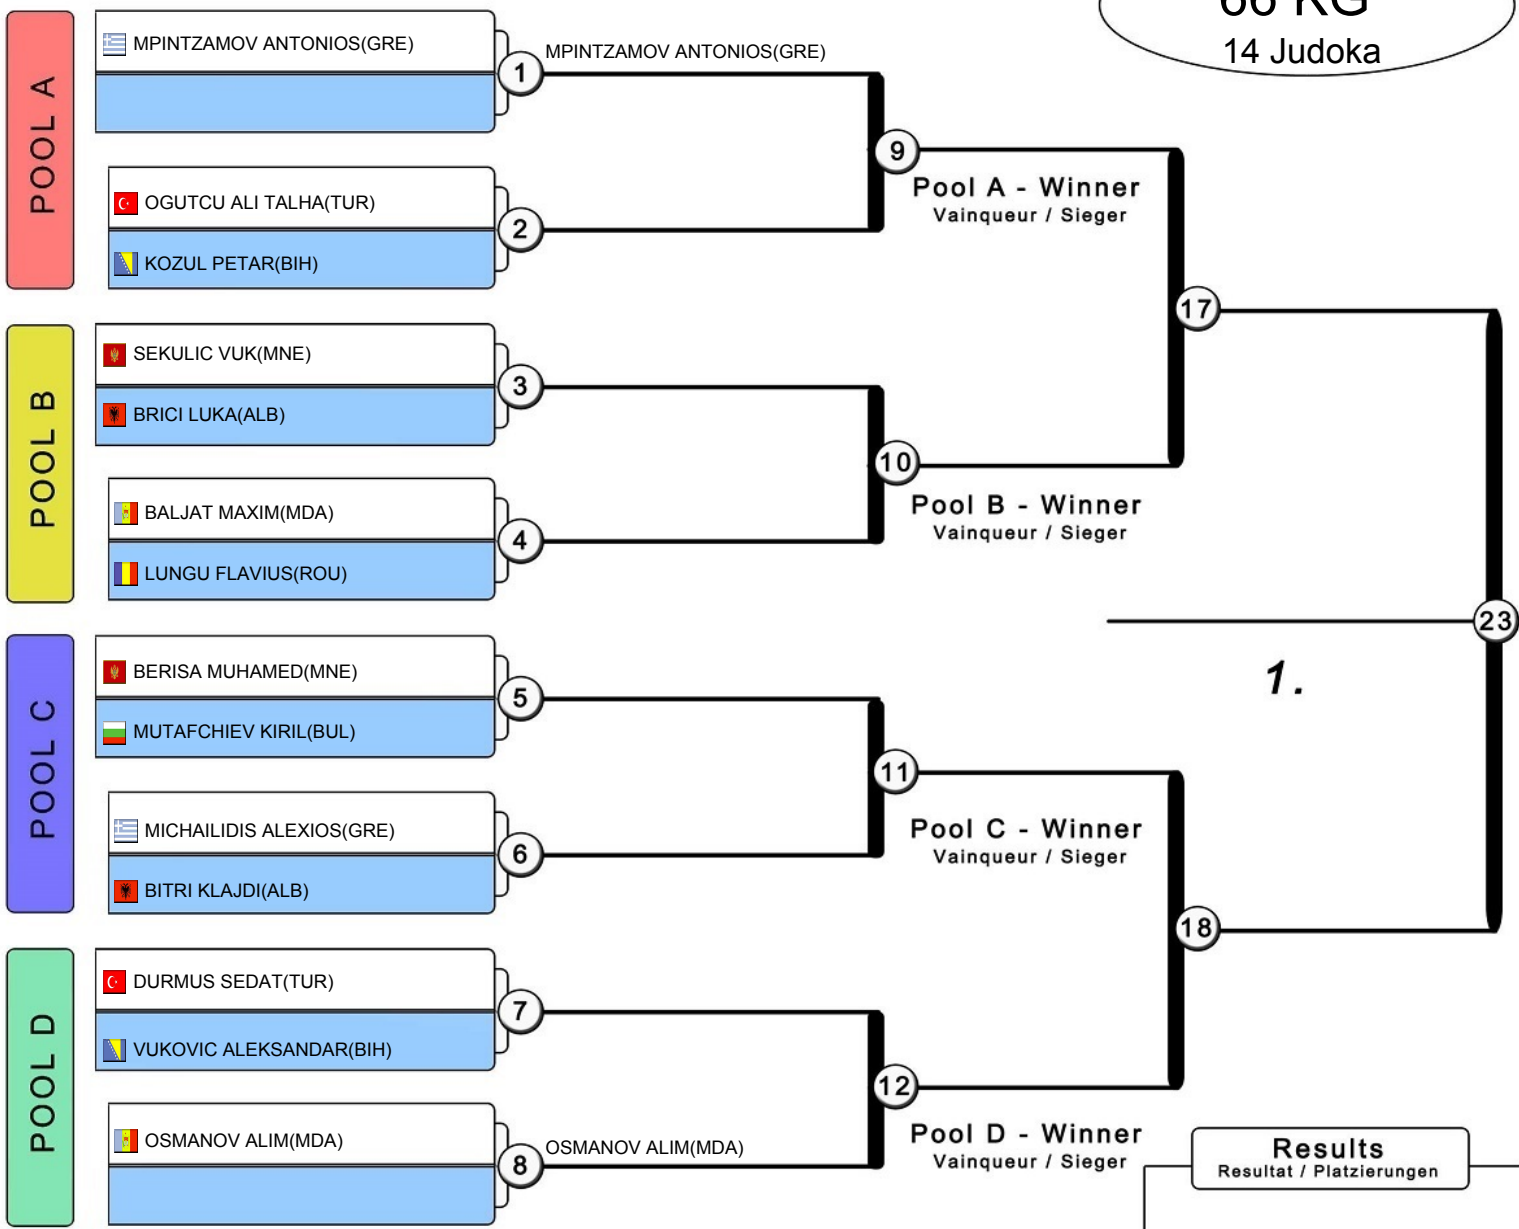 66 KG
14 Judoka
POOL A
MPINTZAMOV ANTONIOS(GRE)
1
MPINTZAMOV ANTONIOS(GRE)
OGUTCU ALI TALHA(TUR)
2
KOZUL PETAR(BIH)
9
Pool A - Winner
Vainqueur / Sieger
17
POOL B
SEKULIC VUK(MNE)
3
BRICI LUKA(ALB)
BALJAT MAXIM(MDA)
4
LUNGU FLAVIUS(ROU)
10
Pool B - Winner
Vainqueur / Sieger
23
1.
POOL C
BERISA MUHAMED(MNE)
5
MUTAFCHIEV KIRIL(BUL)
MICHAILIDIS ALEXIOS(GRE)
6
BITRI KLAJDI(ALB)
11
Pool C - Winner
Vainqueur / Sieger
18
POOL D
DURMUS SEDAT(TUR)
7
VUKOVIC ALEKSANDAR(BIH)
OSMANOV ALIM(MDA)
8
OSMANOV ALIM(MDA)
12
Pool D - Winner
Vainqueur / Sieger
Results
Resultat / Platzierungen